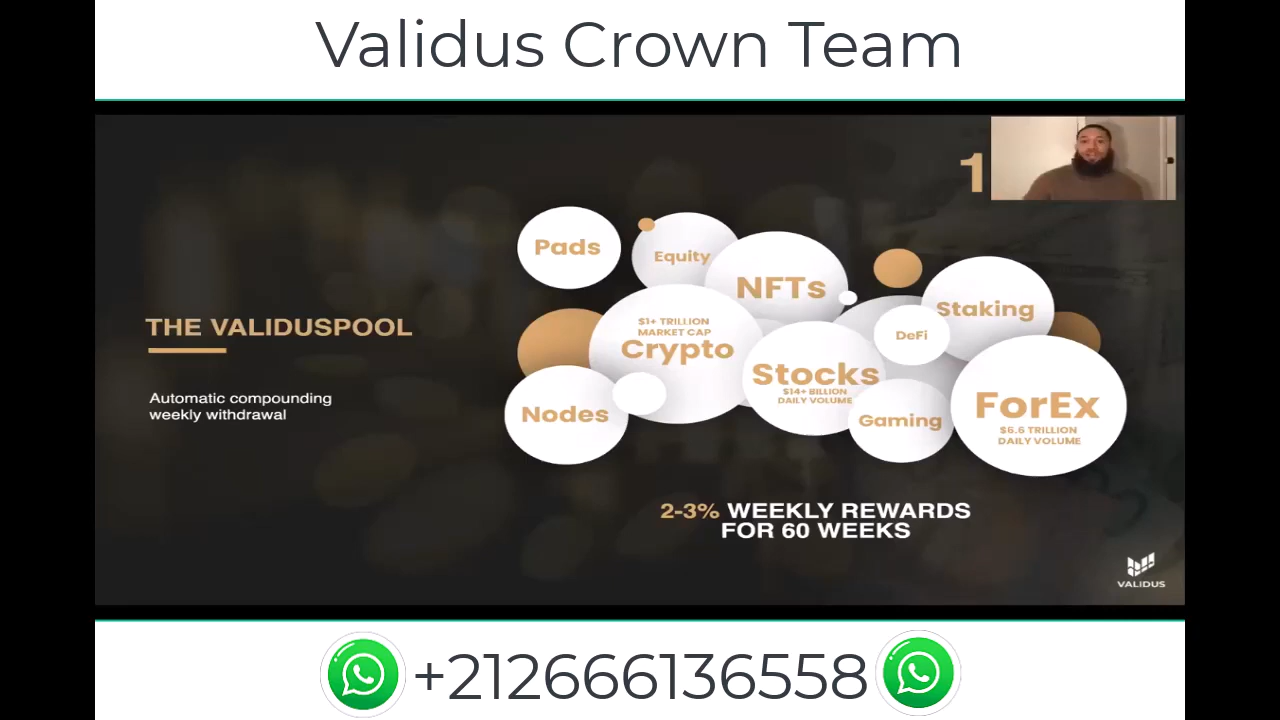 Validus Crown Team
1
Pads
Equity
NFTs
Staking
$1+ TRILLION
MARKET CAP
Crypto
DeFi
THE VALIDUSPOOL
Stocks
$14+ BILLION
DAILY VOLUME
ForEx
$6.6 TRILLION
DAILY VOLUME
Automatic compounding
weekly withdrawal
Nodes
Gaming
2-3% WEEKLY REWARDS
FOR 60 WEEKS
VALIDUS
+212666136558